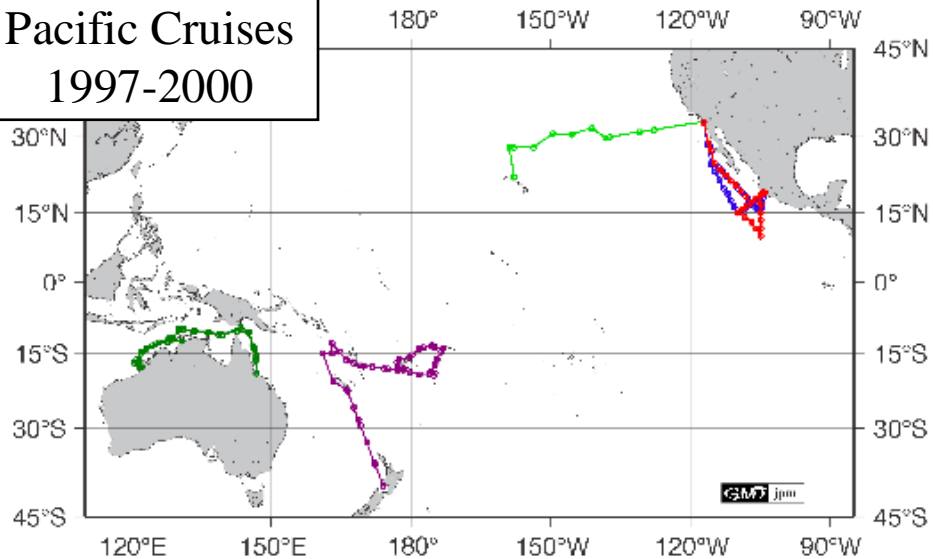 Pacific Cruises
1997-2000
180° 150°W 120°W 90°W
45°N
30°N 30°N
15°N 15°N
0° 0°
15°S 15°S
30°S 30°S
GMT jpm
45°S 45°S
120°E 150°E 180° 150°W 120°W 90°W